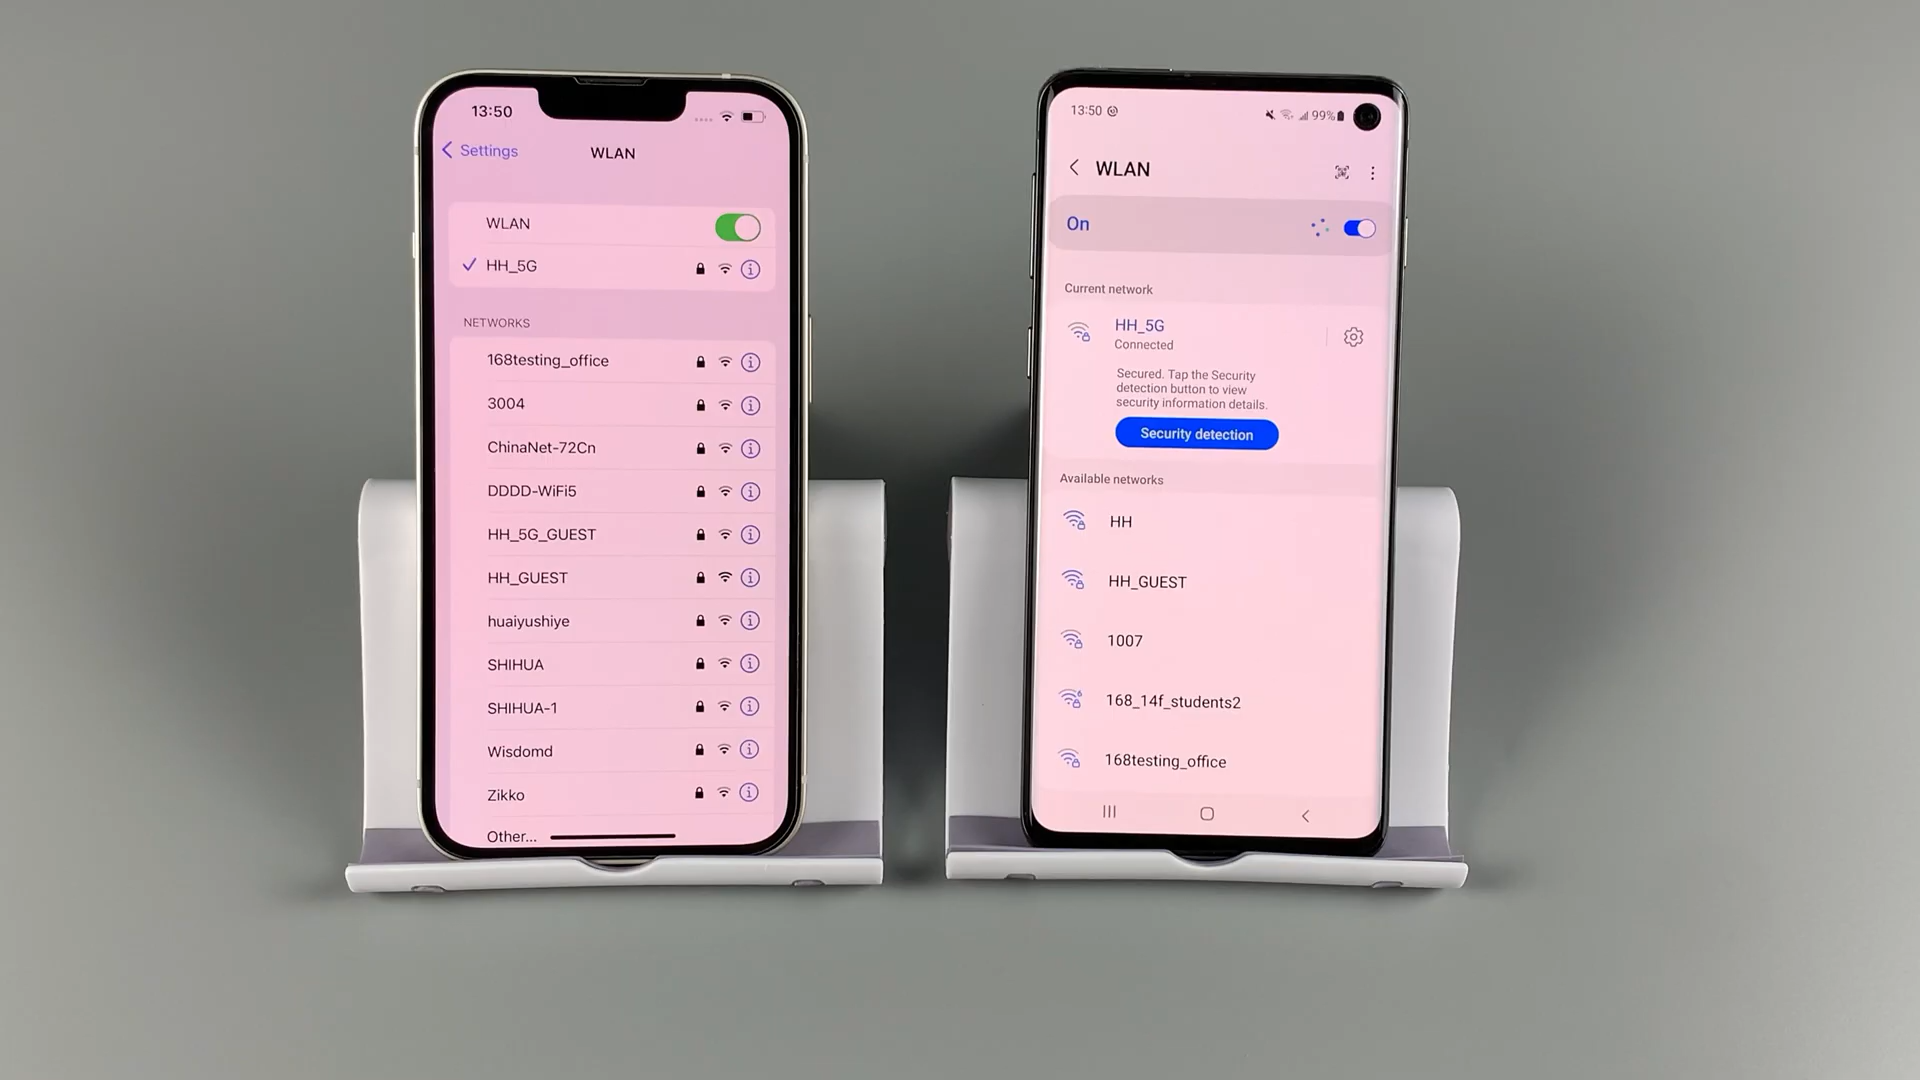 13:50
Settings
WLAN
WLAN
HH_5G
NETWORKS
168testing_office
3004
ChinaNet-72Cn
DDDD-WiFi5
HH_5G_GUEST
HH_GUEST
huaiyushiye
SHIHUA
SHIHUA-1
Wisdomd
Zikko
Other...
13:50
99%
WLAN
On
Current network
HH_5G
Connected
Secured. Tap the Security
detection button to view
security information details.
Security detection
Available networks
HH
HH_GUEST
1007
168_14f_students2
168testing_office